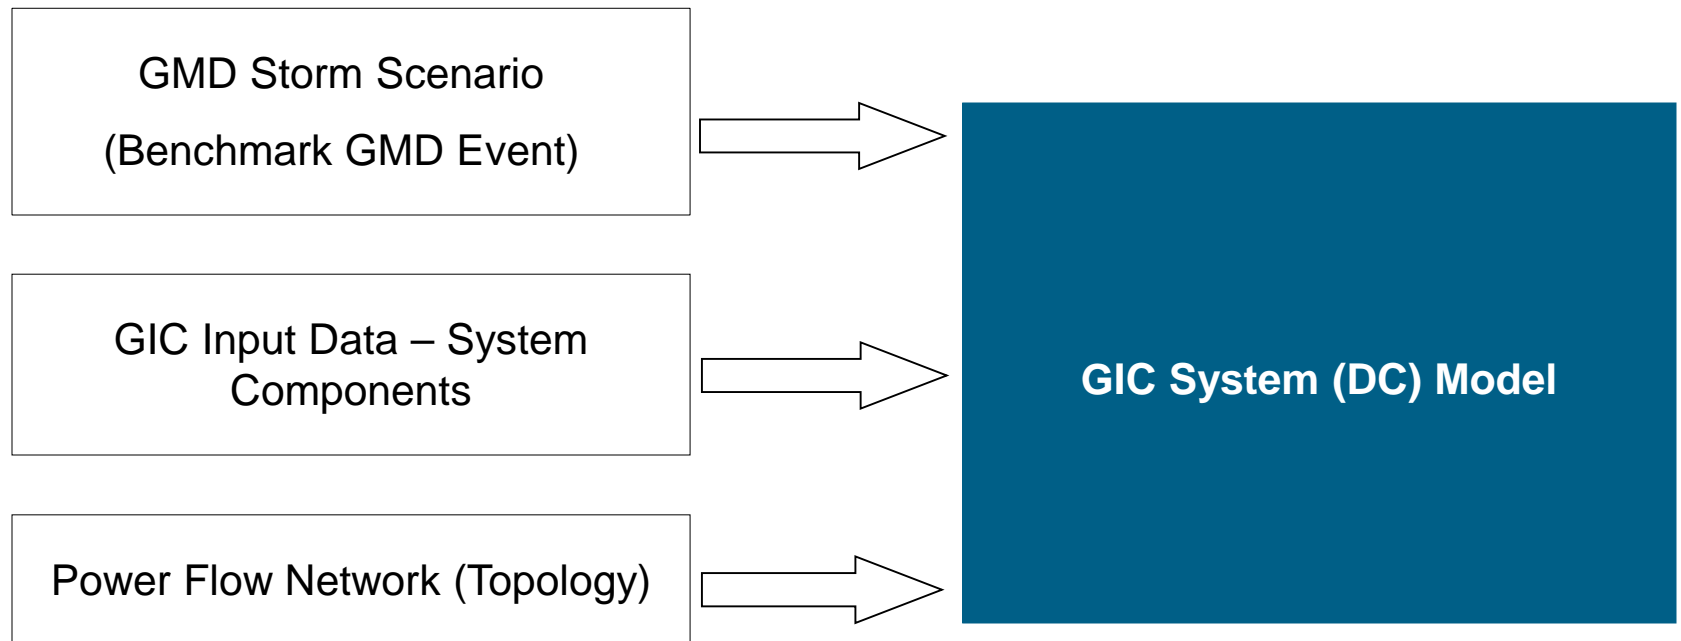 GMD Storm Scenario
(Benchmark GMD Event)
GIC Input Data – System
Components
Power Flow Network (Topology)
GIC System (DC) Model